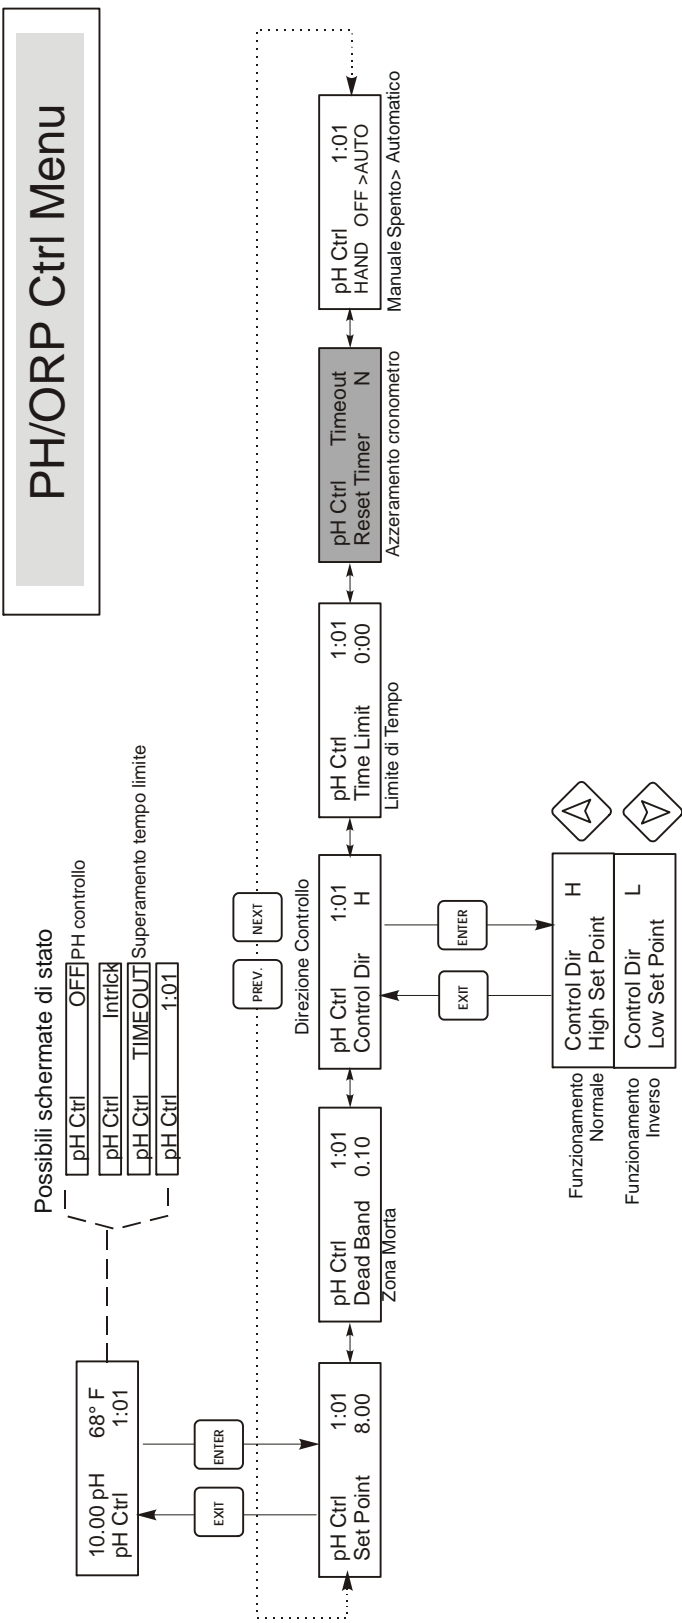 PH/ORP Ctrl Menu
Possibili schermate di stato
10.00 pH 68° F
pH Ctrl 1:01
pH Ctrl OFF
PH controllo
pH Ctrl Intrlck
pH Ctrl TIMEOUT
Superamento tempo limite
pH Ctrl 1:01
EXIT
ENTER
PREV.
NEXT
pH Ctrl 1:01
Set Point 8.00
pH Ctrl 1:01
Dead Band 0.10
Zona Morta
Direzione Controllo
pH Ctrl 1:01
Control Dir H
pH Ctrl 1:01
Time Limit 0:00
Limite di Tempo
pH Ctrl Timeout
Reset Timer N
Azzeramento cronometro
pH Ctrl 1:01
HAND OFF >AUTO
Manuale Spento> Automatico
EXIT
ENTER
Funzionamento
Normale
Control Dir H
High Set Point
Funzionamento
Inverso
Control Dir L
Low Set Point